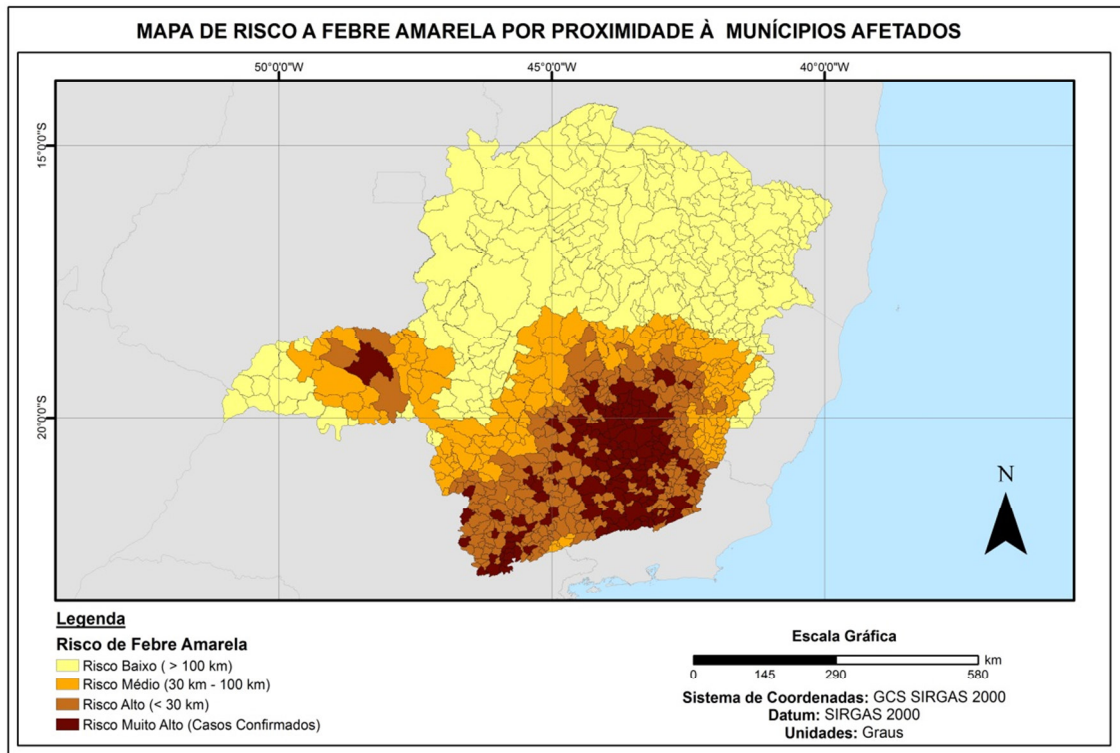 MAPA DE RISCO A FEBRE AMARELA POR PROXIMIDADE À MUNÍCIPIOS AFETADOS
50°0'0"W 45°0'0"W 40°0'0"W
15°0'0"S
20°0'0"S
N
Legenda
Risco de Febre Amarela
Risco Baixo ( > 100 km)
Risco Médio (30 km - 100 km)
Risco Alto (< 30 km)
Risco Muito Alto (Casos Confirmados)
Escala Gráfica
km
0 145 290 580
Sistema de Coordenadas: GCS SIRGAS 2000
Datum: SIRGAS 2000
Unidades: Graus